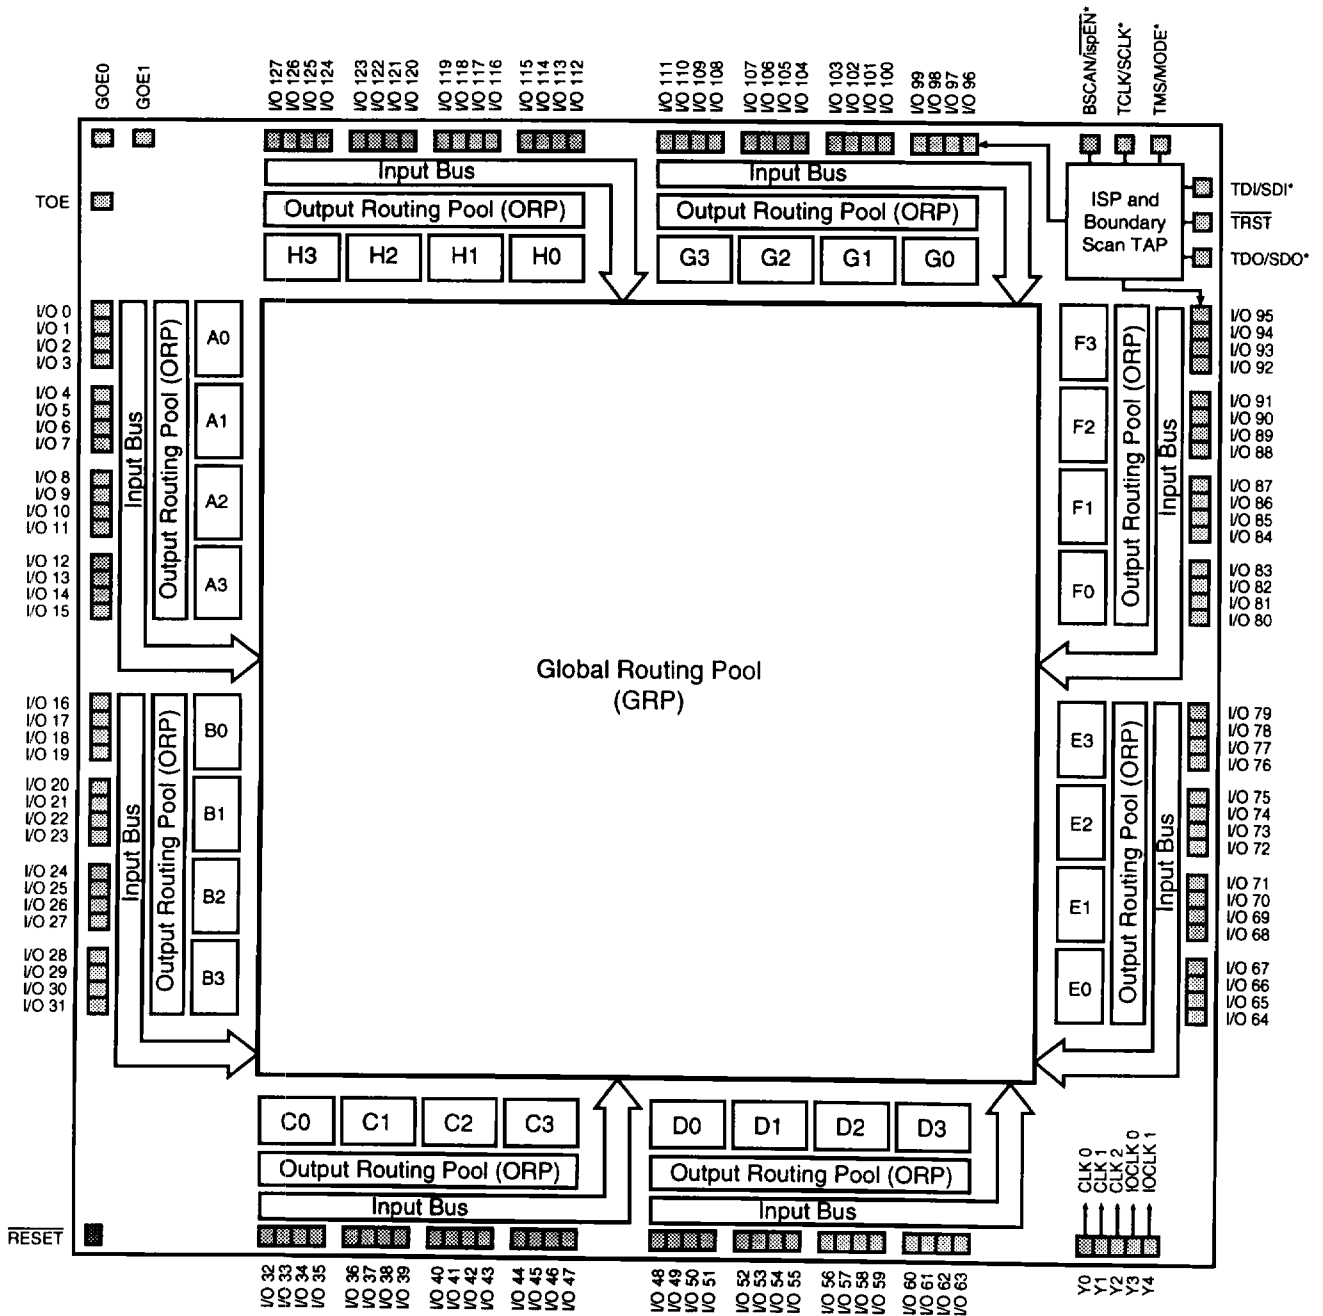 GOE0
GOE1
I/O 127
I/O 126
I/O 125
I/O 124
I/O 123
I/O 122
I/O 121
I/O 120
I/O 119
I/O 118
I/O 117
I/O 116
I/O 115
I/O 114
I/O 113
I/O 112
I/O 111
I/O 110
I/O 109
I/O 108
I/O 107
I/O 106
I/O 105
I/O 104
I/O 103
I/O 102
I/O 101
I/O 100
I/O 99
I/O 98
I/O 97
I/O 96
BSCAN/ispEN*
TCLK/SCLK*
TMS/MODE*
TOE
Input Bus
Output Routing Pool (ORP)
H3
H2
H1
H0
Input Bus
Output Routing Pool (ORP)
G3
G2
G1
G0
ISP and
Boundary
Scan TAP
TDI/SDI*
TRST
TDO/SDO*
I/O 0
I/O 1
I/O 2
I/O 3
I/O 4
I/O 5
I/O 6
I/O 7
I/O 8
I/O 9
I/O 10
I/O 11
I/O 12
I/O 13
I/O 14
I/O 15
Input Bus
Output Routing Pool (ORP)
A0
A1
A2
A3
Global Routing Pool
(GRP)
F3
F2
F1
F0
Output Routing Pool (ORP)
Input Bus
I/O 95
I/O 94
I/O 93
I/O 92
I/O 91
I/O 90
I/O 89
I/O 88
I/O 87
I/O 86
I/O 85
I/O 84
I/O 83
I/O 82
I/O 81
I/O 80
I/O 16
I/O 17
I/O 18
I/O 19
I/O 20
I/O 21
I/O 22
I/O 23
I/O 24
I/O 25
I/O 26
I/O 27
I/O 28
I/O 29
I/O 30
I/O 31
Input Bus
Output Routing Pool (ORP)
B0
B1
B2
B3
E3
E2
E1
E0
Output Routing Pool (ORP)
Input Bus
I/O 79
I/O 78
I/O 77
I/O 76
I/O 75
I/O 74
I/O 73
I/O 72
I/O 71
I/O 70
I/O 69
I/O 68
I/O 67
I/O 66
I/O 65
I/O 64
C0
C1
C2
C3
Output Routing Pool (ORP)
Input Bus
D0
D1
D2
D3
Output Routing Pool (ORP)
Input Bus
CLK 0
CLK 1
CLK 2
IOCLK 0
IOCLK 1
RESET
I/O 32
I/O 33
I/O 34
I/O 35
I/O 36
I/O 37
I/O 38
I/O 39
I/O 40
I/O 41
I/O 42
I/O 43
I/O 44
I/O 45
I/O 46
I/O 47
I/O 48
I/O 49
I/O 50
I/O 51
I/O 52
I/O 53
I/O 54
I/O 55
I/O 56
I/O 57
I/O 58
I/O 59
I/O 60
I/O 61
I/O 62
I/O 63
Y0
Y1
Y2
Y3
Y4